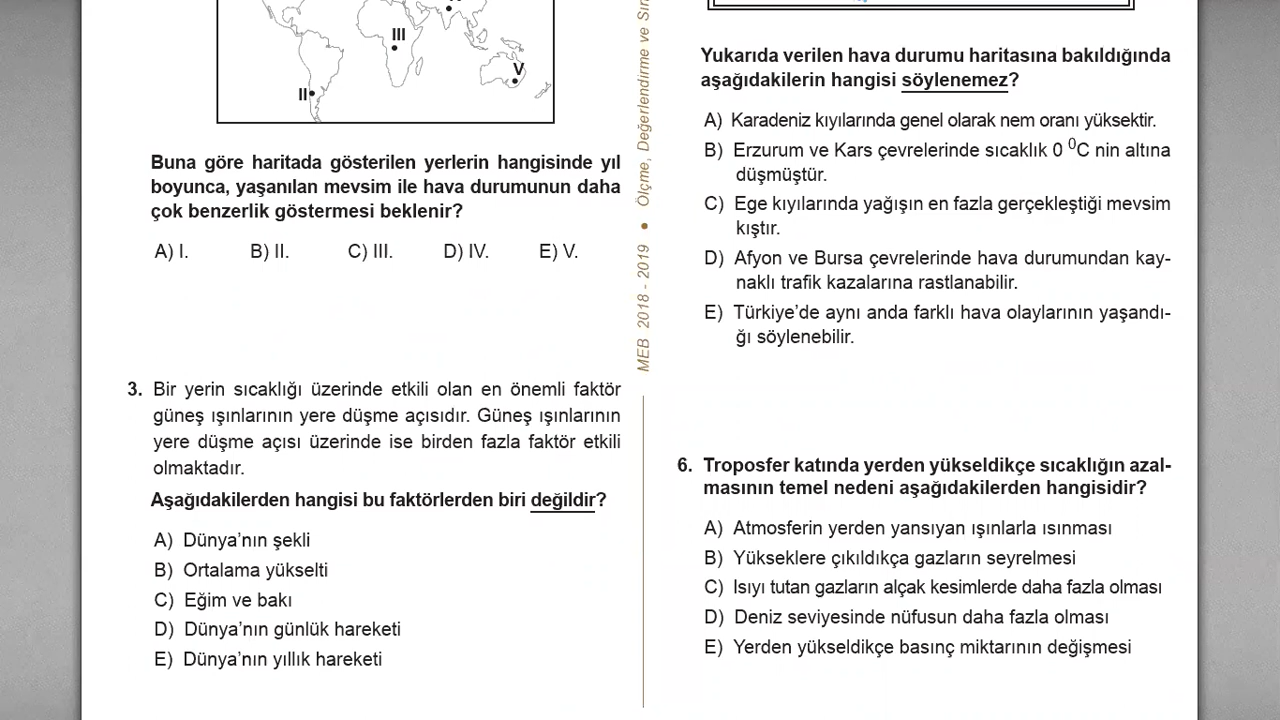 III
V
II
Buna göre haritada gösterilen yerlerin hangisinde yıl
boyunca, yaşanılan mevsim ile hava durumunun daha
çok benzerlik göstermesi beklenir?
A) I. B) II. C) III. D) IV. E) V.
3. Bir yerin sıcaklığı üzerinde etkili olan en önemli faktör
güneş ışınlarının yere düşme açısıdır. Güneş ışınlarının
yere düşme açısı üzerinde ise birden fazla faktör etkili
olmaktadır.
Aşağıdakilerden hangisi bu faktörlerden biri değildir?
A) Dünya’nın şekli
B) Ortalama yükselti
C) Eğim ve bakı
D) Dünya’nın günlük hareketi
E) Dünya’nın yıllık hareketi
MEB 2018 - 2019 • Ölçme, Değerlendirme ve
Yukarıda verilen hava durumu haritasına bakıldığında
aşağıdakilerin hangisi söylenemez?
A) Karadeniz kıyılarında genel olarak nem oranı yüksektir.
B) Erzurum ve Kars çevrelerinde sıcaklık 0 ⁰C nin altına
düşmüştür.
C) Ege kıyılarında yağışın en fazla gerçekleştiği mevsim
kıştır.
D) Afyon ve Bursa çevrelerinde hava durumundan kay-
naklı trafik kazalarına rastlanabilir.
E) Türkiye’de aynı anda farklı hava olaylarının yaşandı-
ğı söylenebilir.
6. Troposfer katında yerden yükseldikçe sıcaklığın azal-
masının temel nedeni aşağıdakilerden hangisidir?
A) Atmosferin yerden yansıyan ışınlarla ısınması
B) Yükseklere çıkıldıkça gazların seyrelmesi
C) Isıyı tutan gazların alçak kesimlerde daha fazla olması
D) Deniz seviyesinde nüfusun daha fazla olması
E) Yerden yükseldikçe basınç miktarının değişmesi